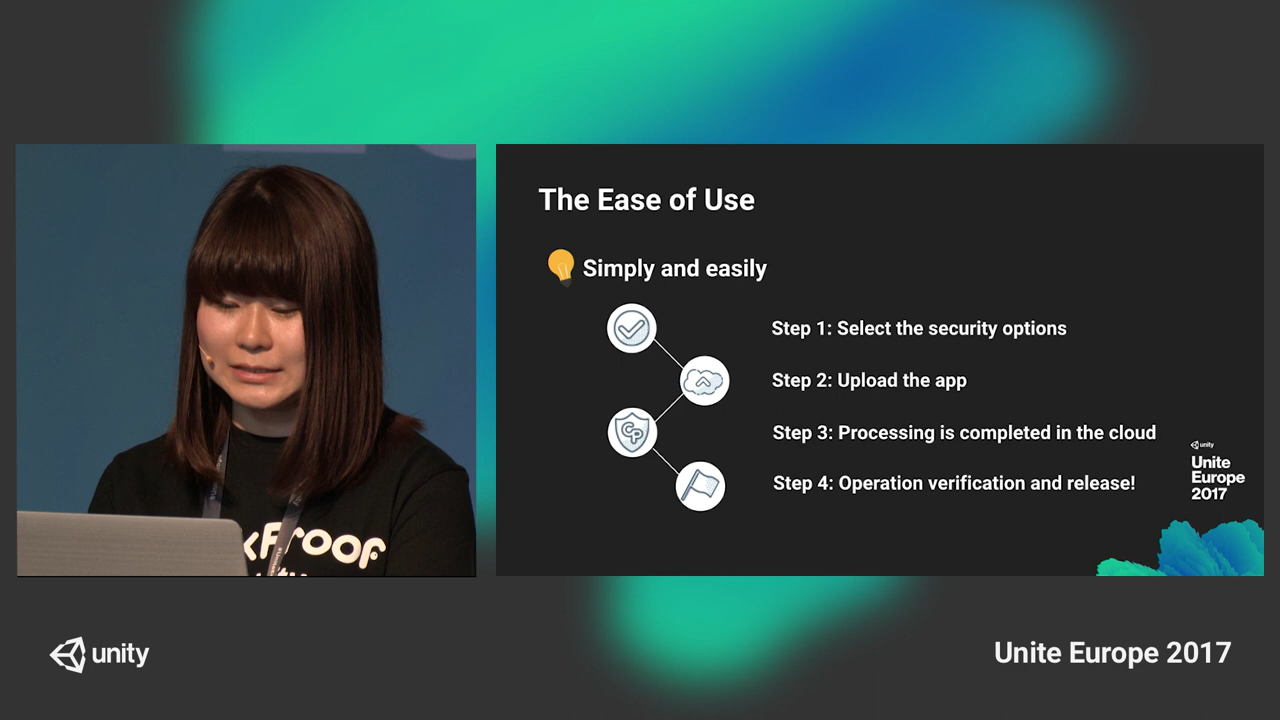 The Ease of Use
Simply and easily
Step 1: Select the security options
Step 2: Upload the app
CP
Step 3: Processing is completed in the cloud
Step 4: Operation verification and release!
unity
Unite
Europe
2017
kProof
unity
Unite Europe 2017